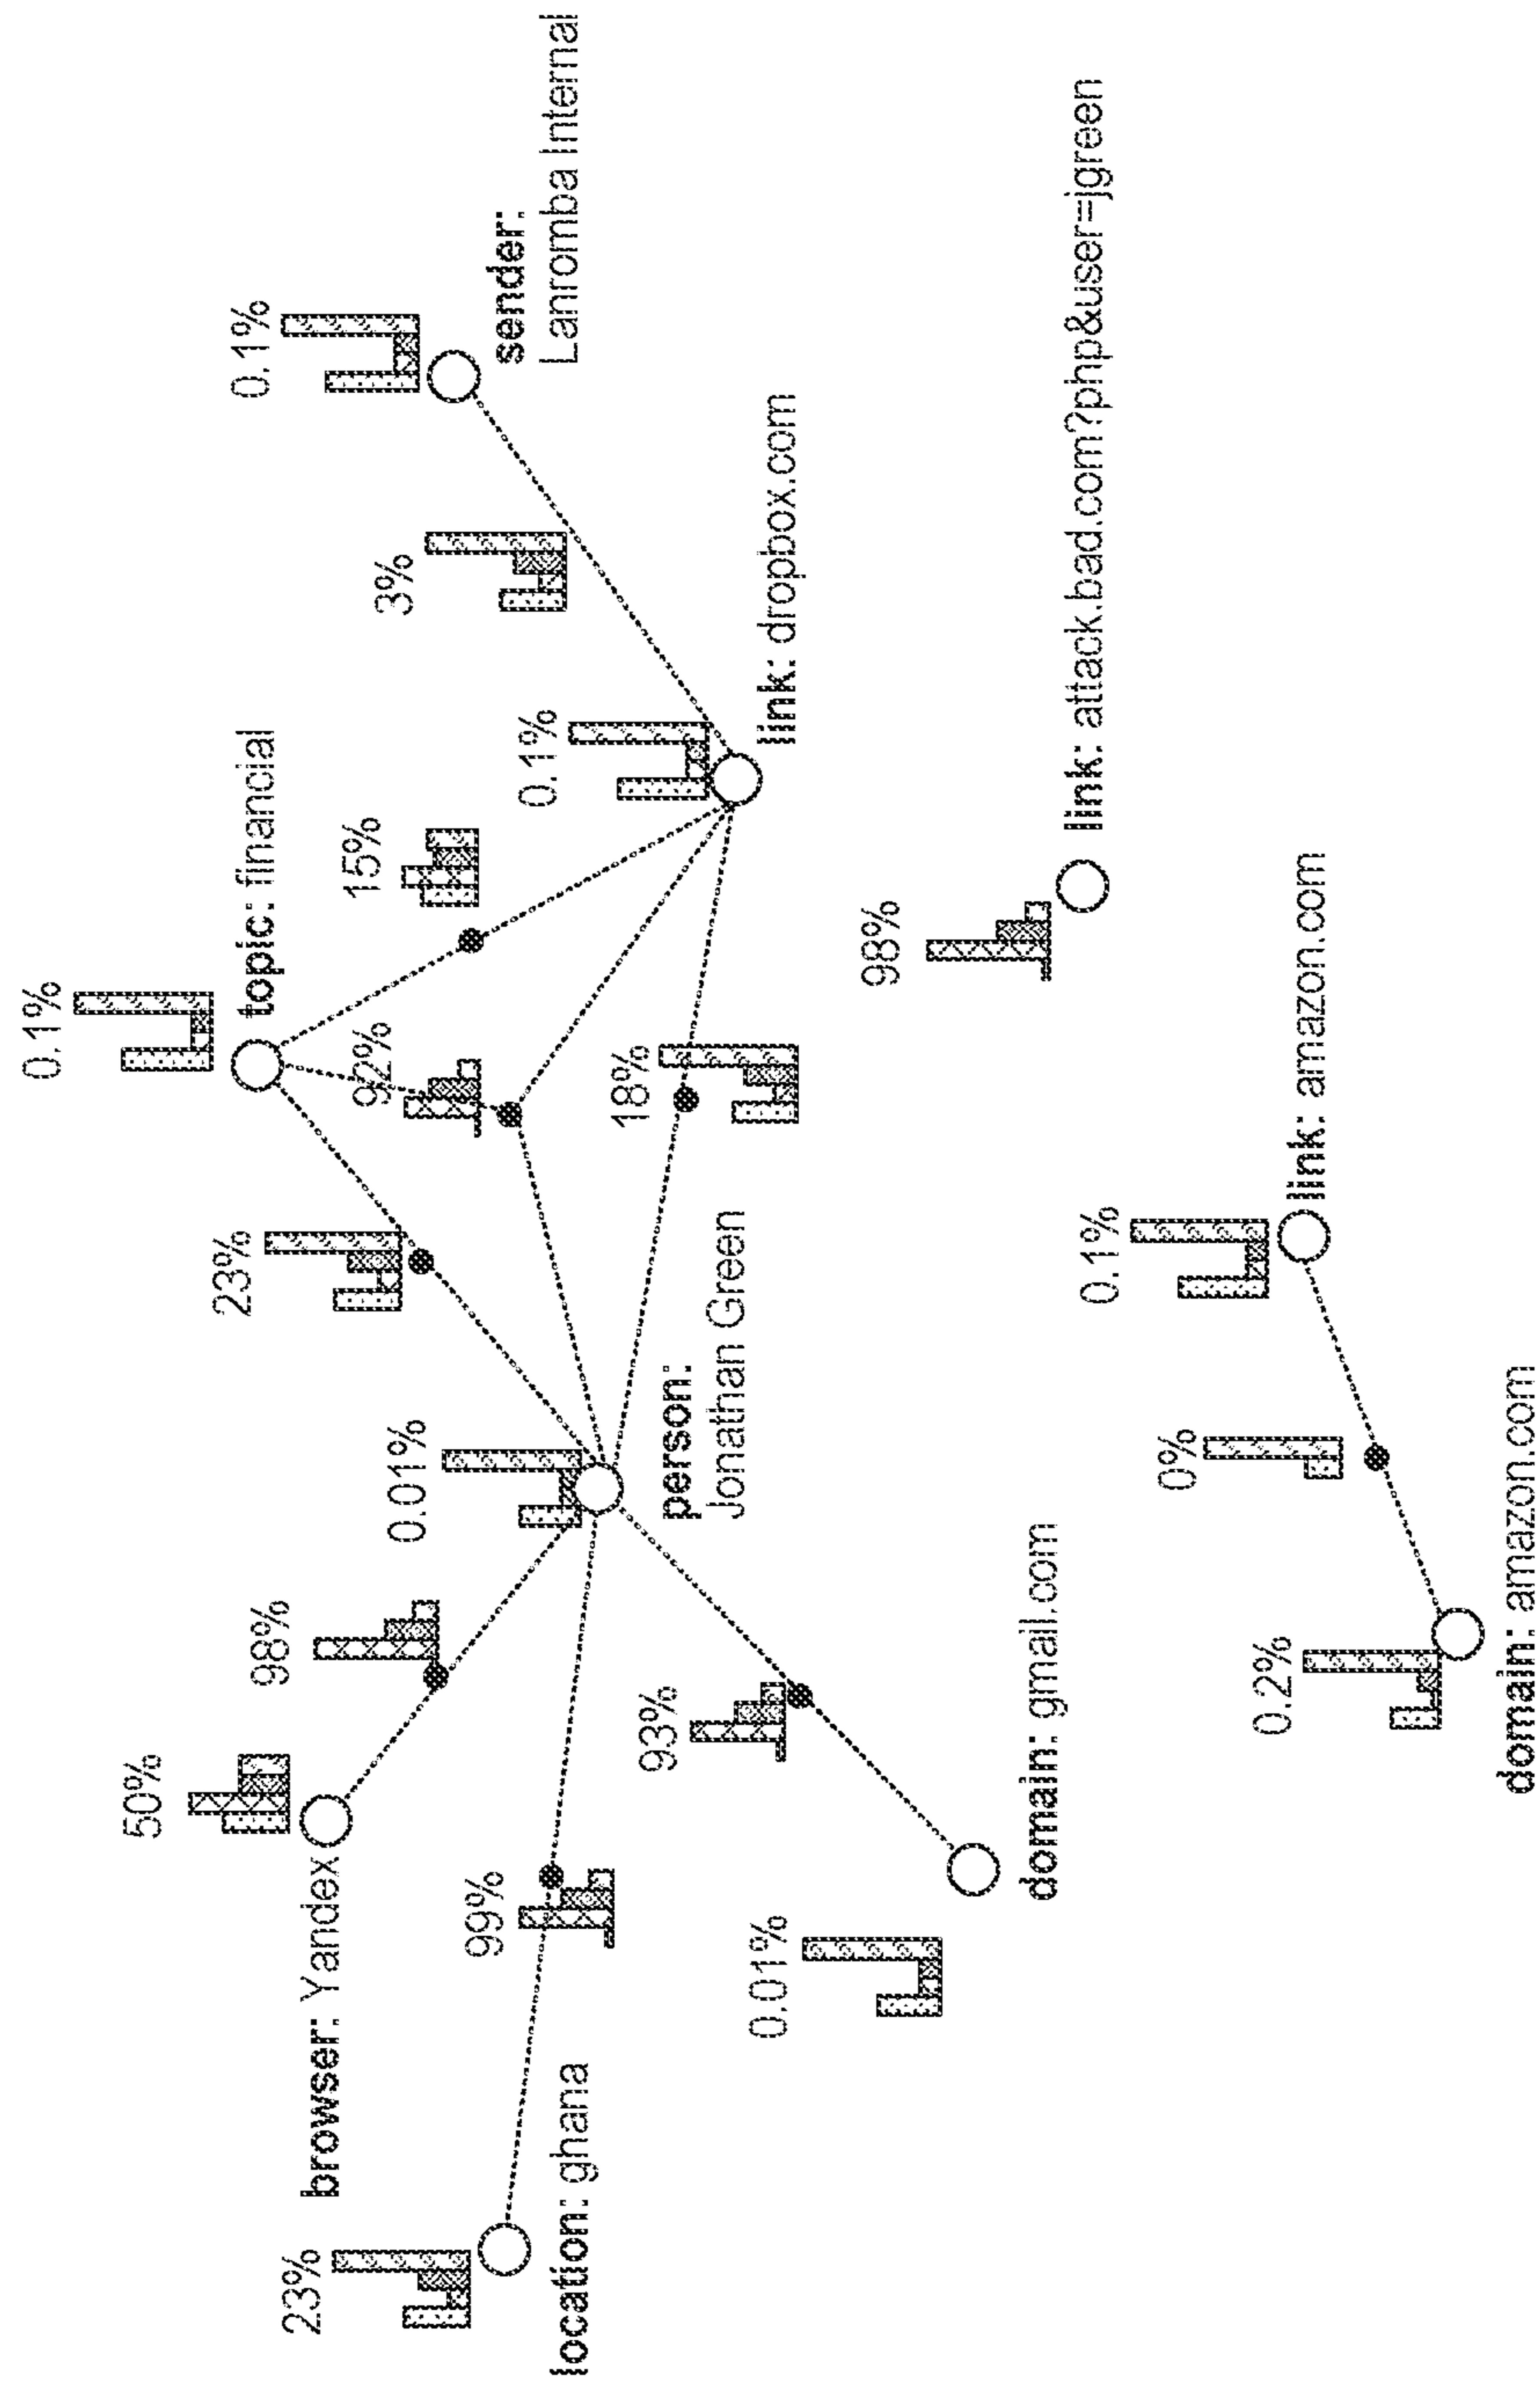 0.1%
50%
23%
0.1%
topic: financial
98%
23%
browser: Yandex
15%
92%
3%
0.01%
99%
sender:
Lanromba Internal
0.1%
location: ghana
18%
93%
person:
Jonathan Green
0.01%
link: dropbox.com
98%
domain: gmail.com
link: attack.bad.com?php&user=jgreen
0.1%
0%
0.2%
link: amazon.com
domain: amazon.com